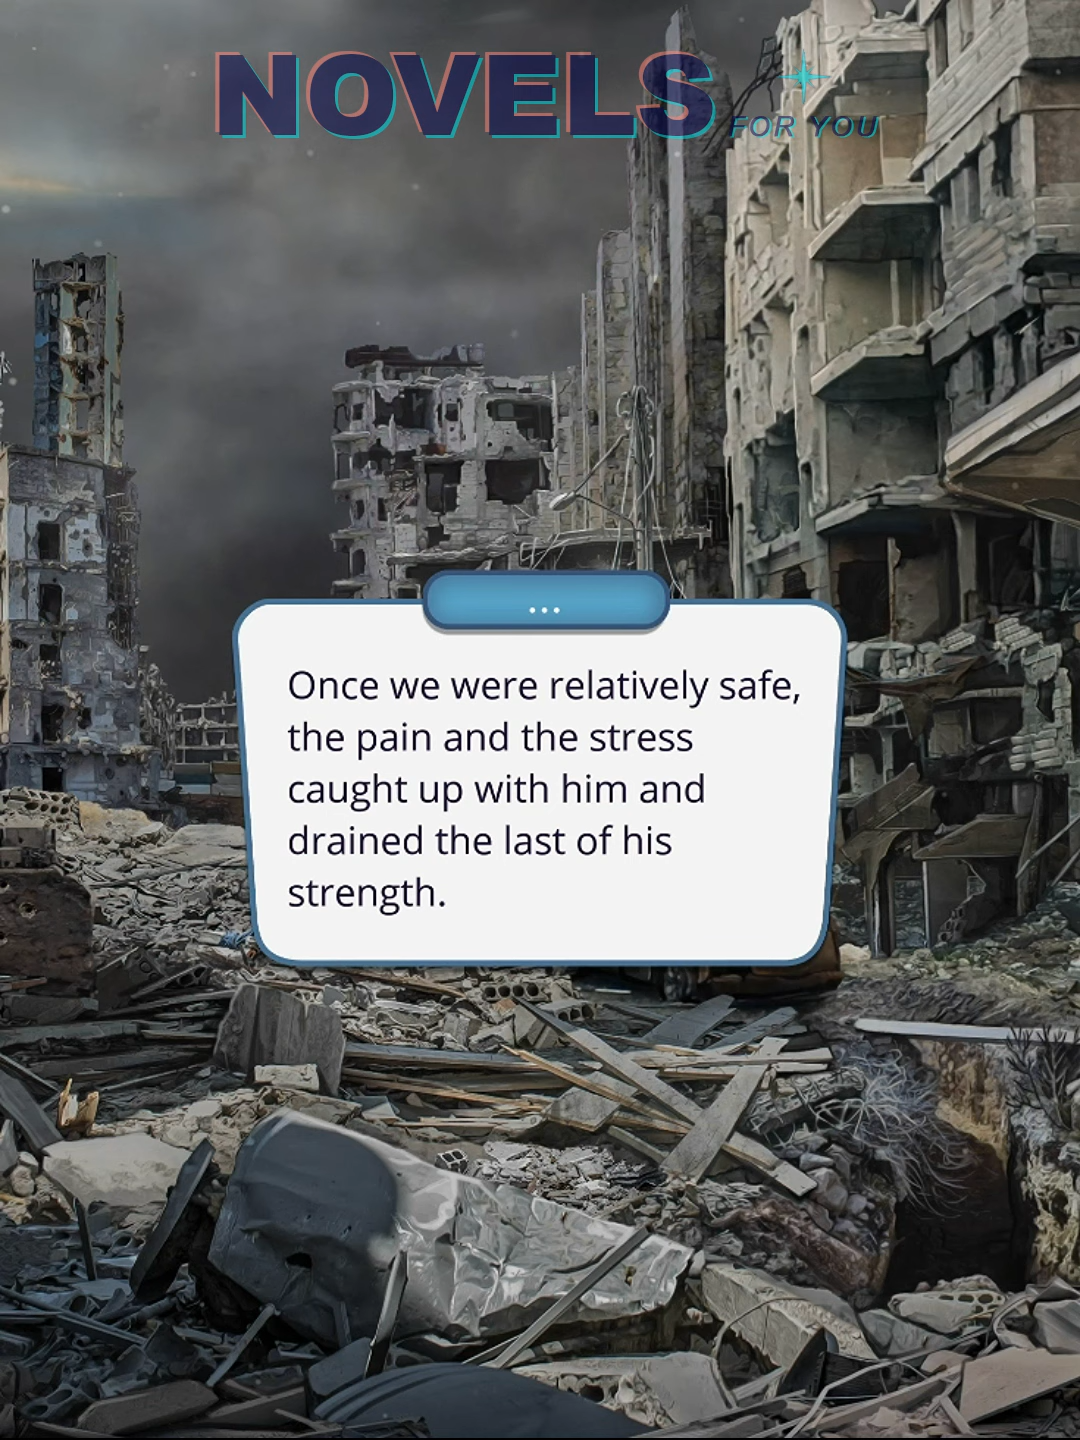 NOVELS
FOR YOU
...
Once we were relatively safe,
the pain and the stress
caught up with him and
drained the last of his
strength.